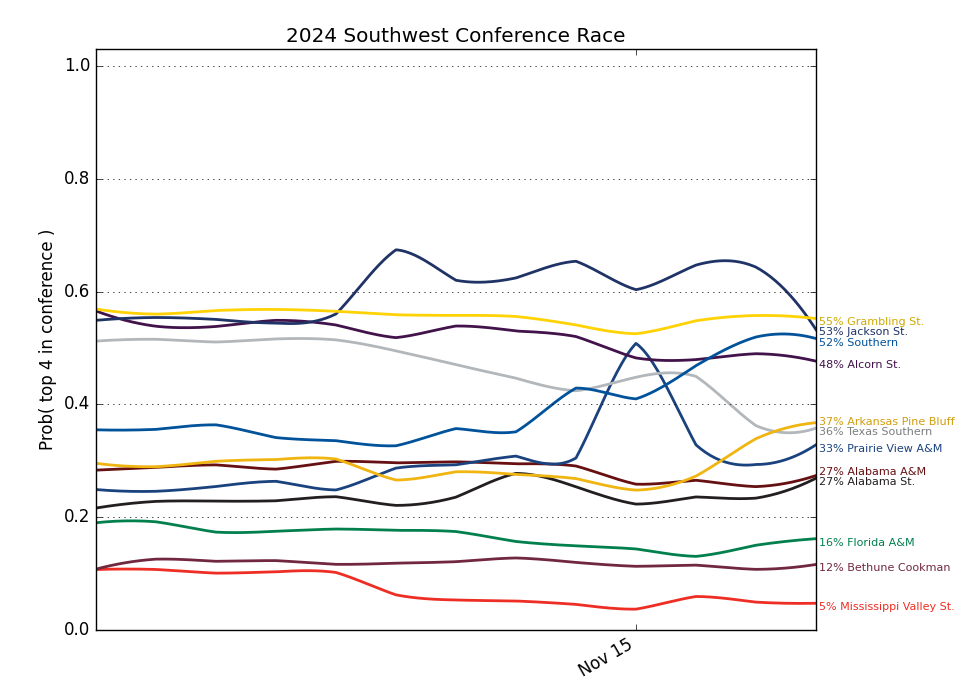 2024 Southwest Conference Race
Prob( top 4 in conference )
1.0
0.8
0.6
0.4
0.2
0.0
Nov 15
55% Grambling St.
53% Jackson St.
52% Southern
48% Alcorn St.
37% Arkansas Pine Bluff
36% Texas Southern
33% Prairie View A&M
27% Alabama A&M
27% Alabama St.
16% Florida A&M
12% Bethune Cookman
5% Mississippi Valley St.